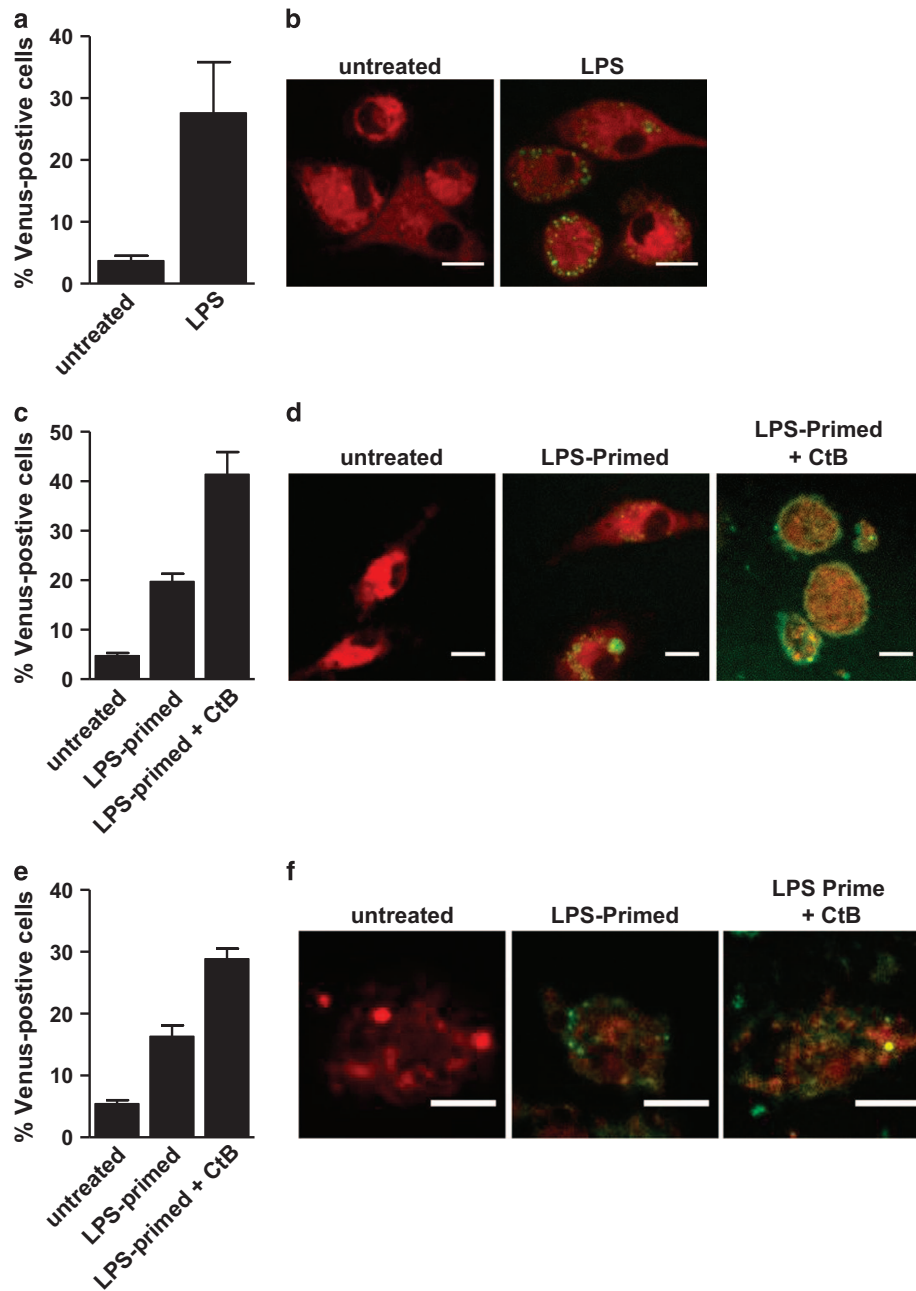 a
% Venus-postive cells
40
30
20
10
0
untreated
LPS
b
untreated
LPS
c
% Venus-postive cells
50
40
30
20
10
0
untreated
LPS-primed
LPS-primed + CtB
d
untreated
LPS-Primed
LPS-Primed
+ CtB
e
% Venus-postive cells
40
30
20
10
0
untreated
LPS-primed
LPS-primed + CtB
f
untreated
LPS-Primed
LPS Prime
+ CtB